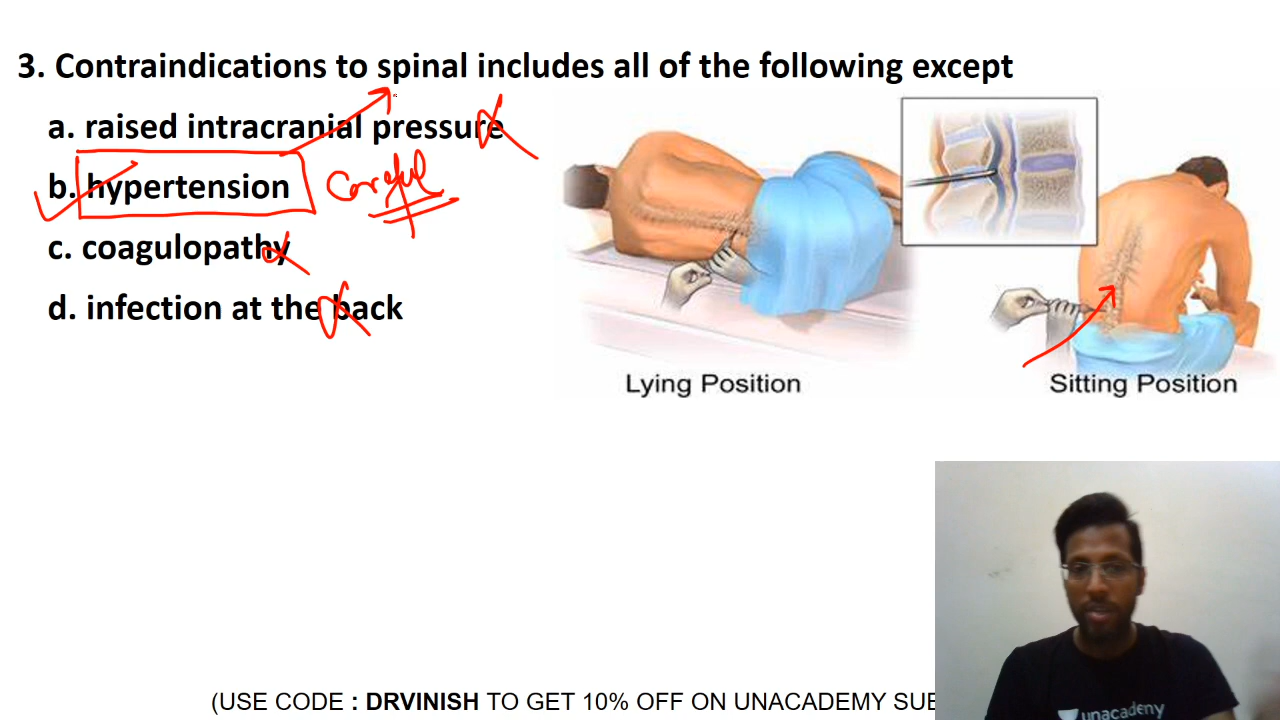 3. Contraindications to spinal includes all of the following except
a. raised intracranial pressure
b. hypertension
Careful
c. coagulopathy
d. infection at the back
Lying Position
Sitting Position
(USE CODE : DRVINISH TO GET 10% OFF ON UNACADEMY SUB
unacademy